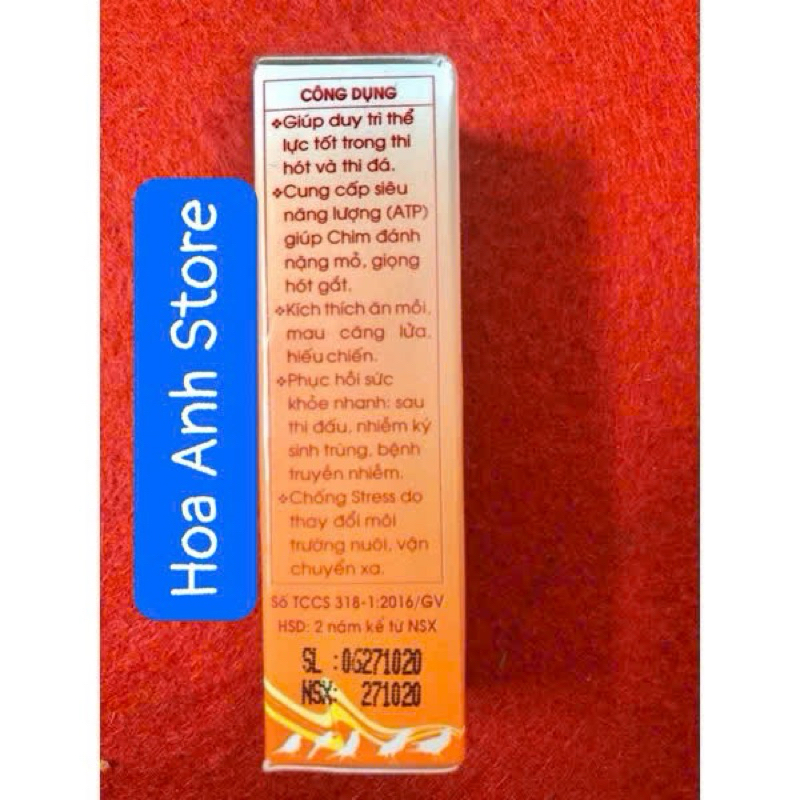 CÔNG DỤNG
❖Giúp duy trì thể
lực tốt trong thi
hót và thi đá.
❖Cung cấp siêu
năng lượng (ATP)
giúp Chim đánh
nặng mỏ, giọng
hót gắt.
❖Kích thích ăn mồi,
mau căng lửa,
hiếu chiến.
❖Phục hồi sức
khỏe nhanh: sau
thi đấu, nhiễm ký
sinh trùng, bệnh
truyền nhiễm.
❖Chống Stress do
thay đổi môi
trường nuôi, vận
chuyển xa.
Số TCCS 318-1:2016/GV
HSD: 2 năm kể từ NSX
SL :0G271020
NSX: 271020
Hoa Anh Store